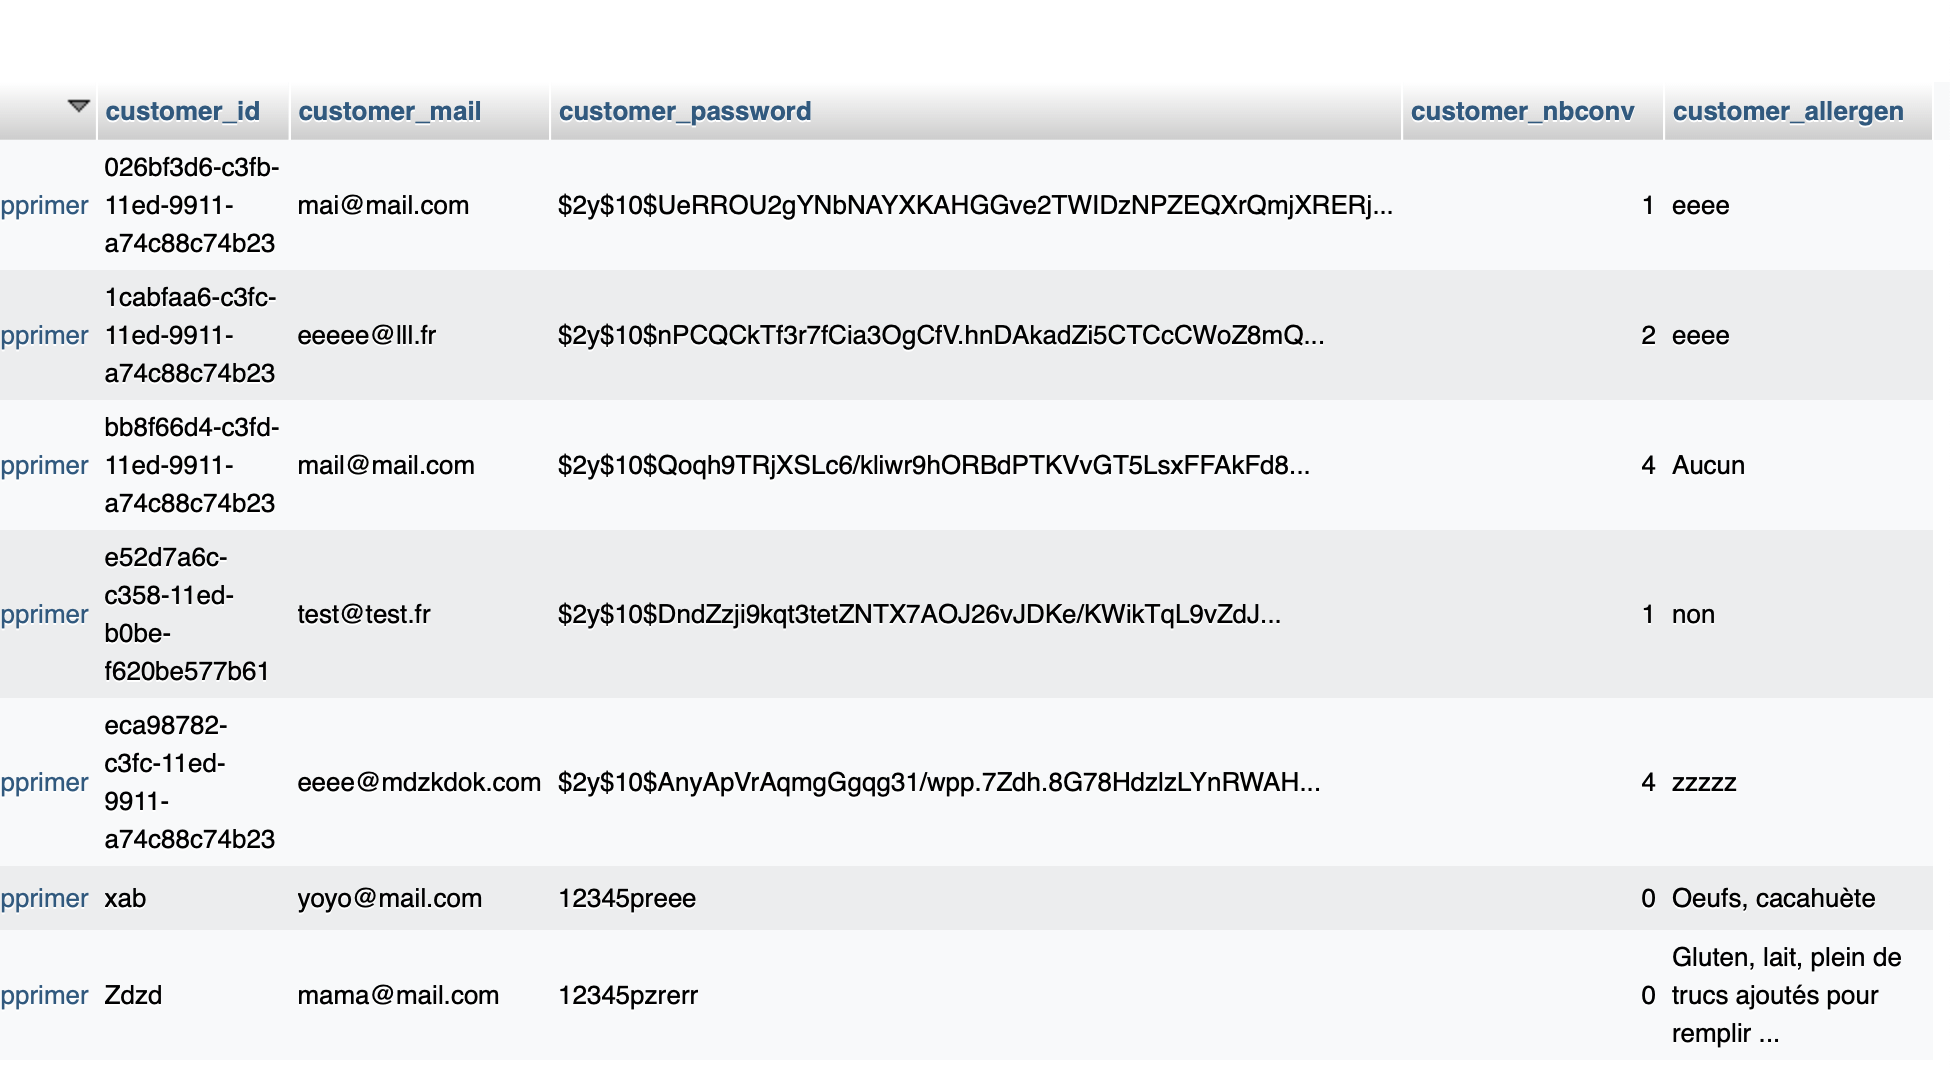 customer_id customer_mail customer_password customer_nbconv customer_allergen
026bf3d6-c3fb-
pprimer 11ed-9911- mai@mail.com $2y$10$UeRROU2gYNbNAYXKAHGGve2TWIDzNPZEQXrQmjXRERj... 1 eeee
a74c88c74b23
1cabfaa6-c3fc-
pprimer 11ed-9911- eeeee@lll.fr $2y$10$nPCQCkTf3r7fCia3OgCfV.hnDAkadZi5CTCcCWoZ8mQ... 2 eeee
a74c88c74b23
bb8f66d4-c3fd-
pprimer 11ed-9911- mail@mail.com $2y$10$Qoqh9TRjXSLc6/kliwr9hORBdPTKVvGT5LsxFFAkFd8... 4 Aucun
a74c88c74b23
e52d7a6c-
c358-11ed-
pprimer test@test.fr $2y$10$DndZzji9kqt3tetZNTX7AOJ26vJDKe/KWikTqL9vZdJ... 1 non
b0be-
f620be577b61
eca98782-
c3fc-11ed-
pprimer eeee@mdzkdok.com $2y$10$AnyApVrAqmgGgqg31/wpp.7Zdh.8G78HdzlzLYnRWAH... 4 zzzzz
9911-
a74c88c74b23
pprimer xab yoyo@mail.com 12345preee 0 Oeufs, cacahuète
Gluten, lait, plein de
pprimer Zdzd mama@mail.com 12345pzrerr 0 trucs ajoutés pour
remplir ...